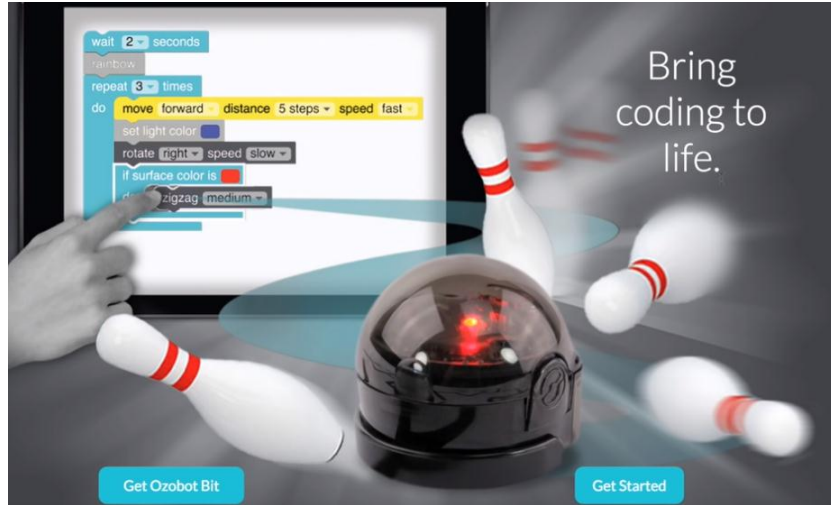 wait 2 seconds
rainbow
repeat 3 times
do move forward distance 5 steps speed fast
set light color
rotate right speed slow
if surface color is
zigzag medium
Bring
coding to
life.
Get Ozobot Bit
Get Started